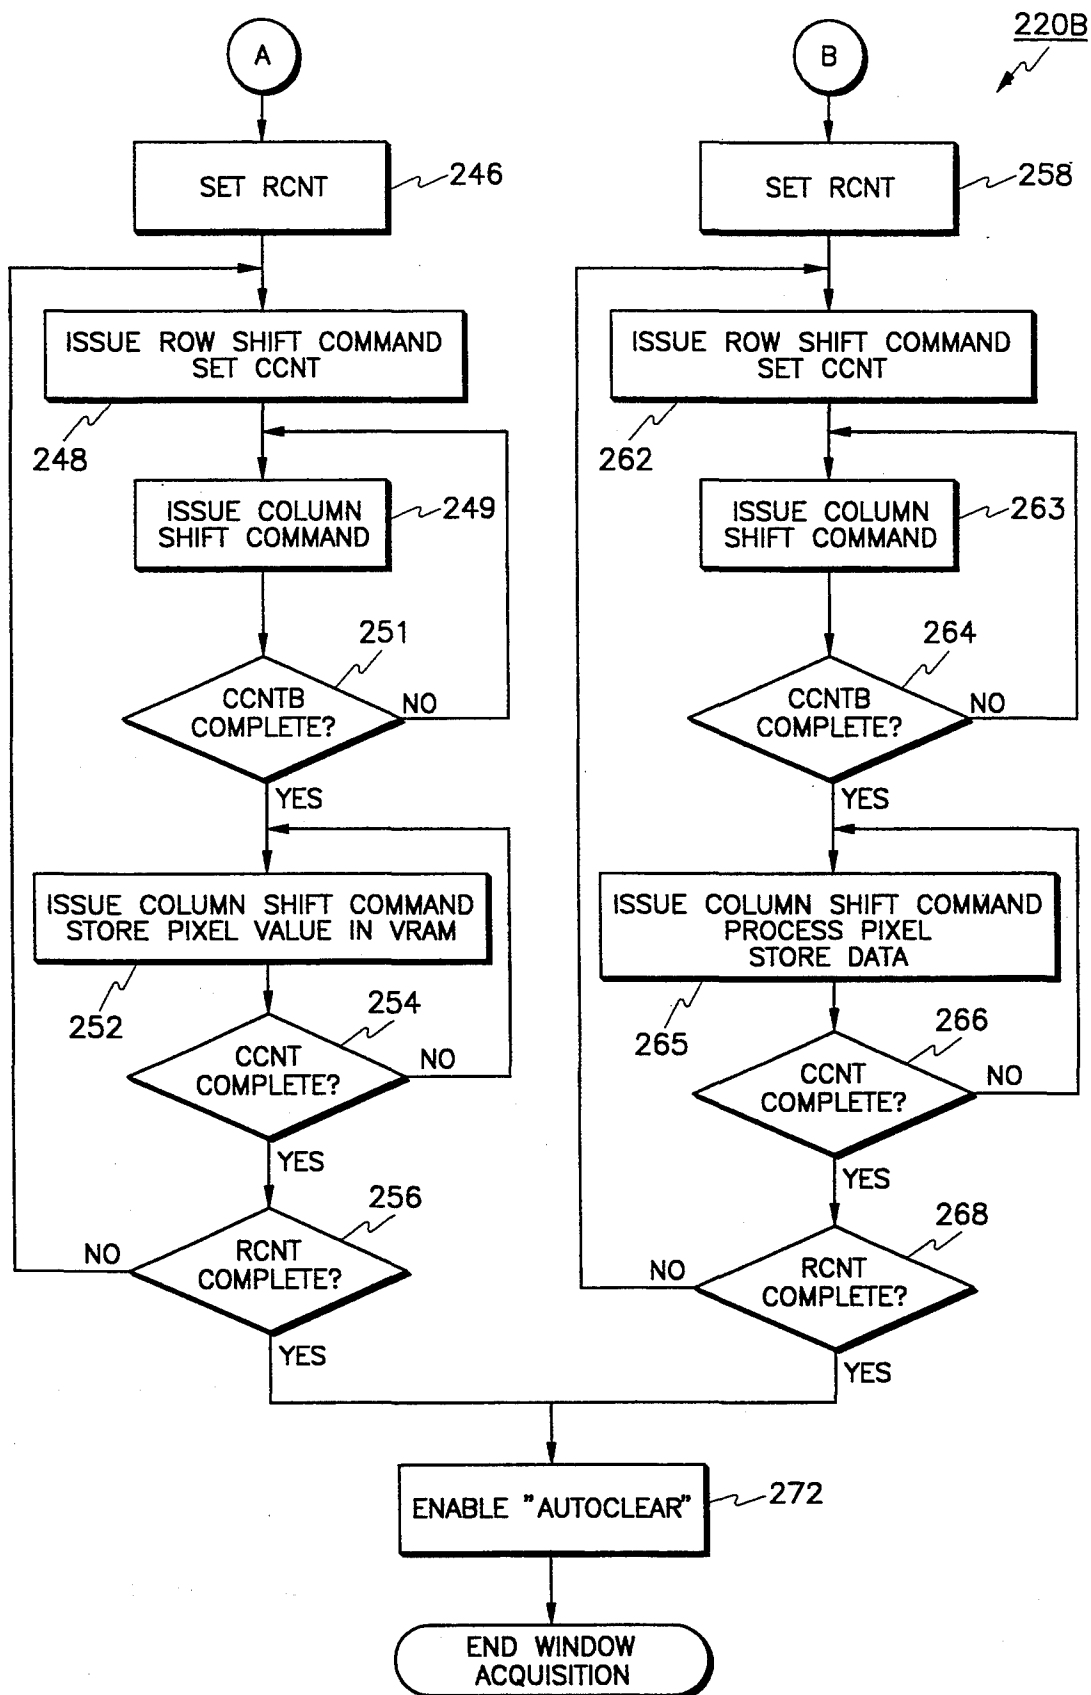 220B
A
SET RCNT
246
ISSUE ROW SHIFT COMMAND
SET CCNT
248
ISSUE COLUMN
SHIFT COMMAND
249
251
CCNTB
COMPLETE?
NO
YES
ISSUE COLUMN SHIFT COMMAND
STORE PIXEL VALUE IN VRAM
252
254
CCNT
COMPLETE?
NO
YES
256
RCNT
COMPLETE?
NO
YES
B
SET RCNT
258
ISSUE ROW SHIFT COMMAND
SET CCNT
262
ISSUE COLUMN
SHIFT COMMAND
263
264
CCNTB
COMPLETE?
NO
YES
ISSUE COLUMN SHIFT COMMAND
PROCESS PIXEL
STORE DATA
265
266
CCNT
COMPLETE?
NO
YES
268
RCNT
COMPLETE?
NO
YES
ENABLE "AUTOCLEAR"
272
END WINDOW
ACQUISITION